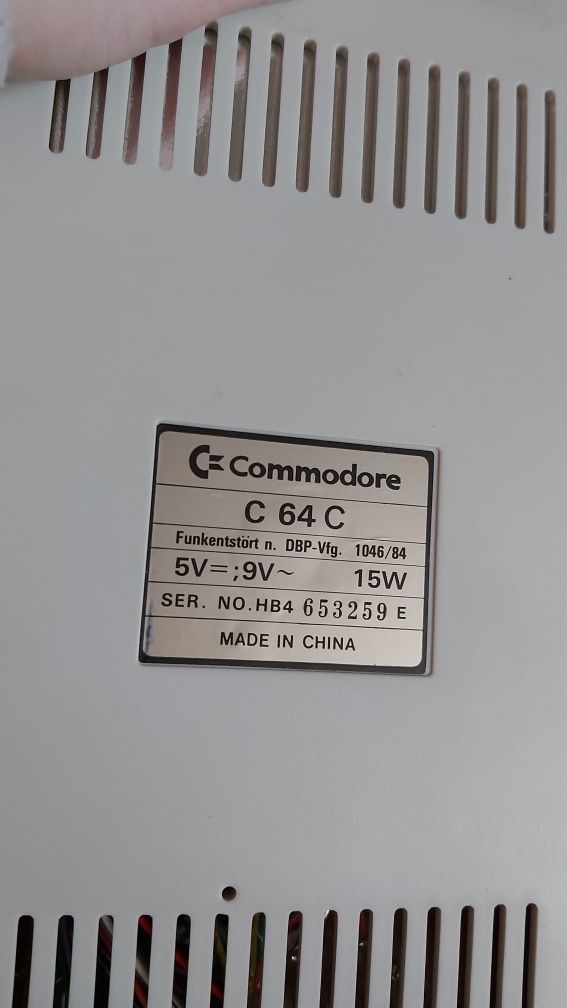 Commodore
C 64 C
Funkentstört n. DBP-Vfg. 1046/84
5V=;9V~ 15W
SER. NO.HB4 653259 E
MADE IN CHINA